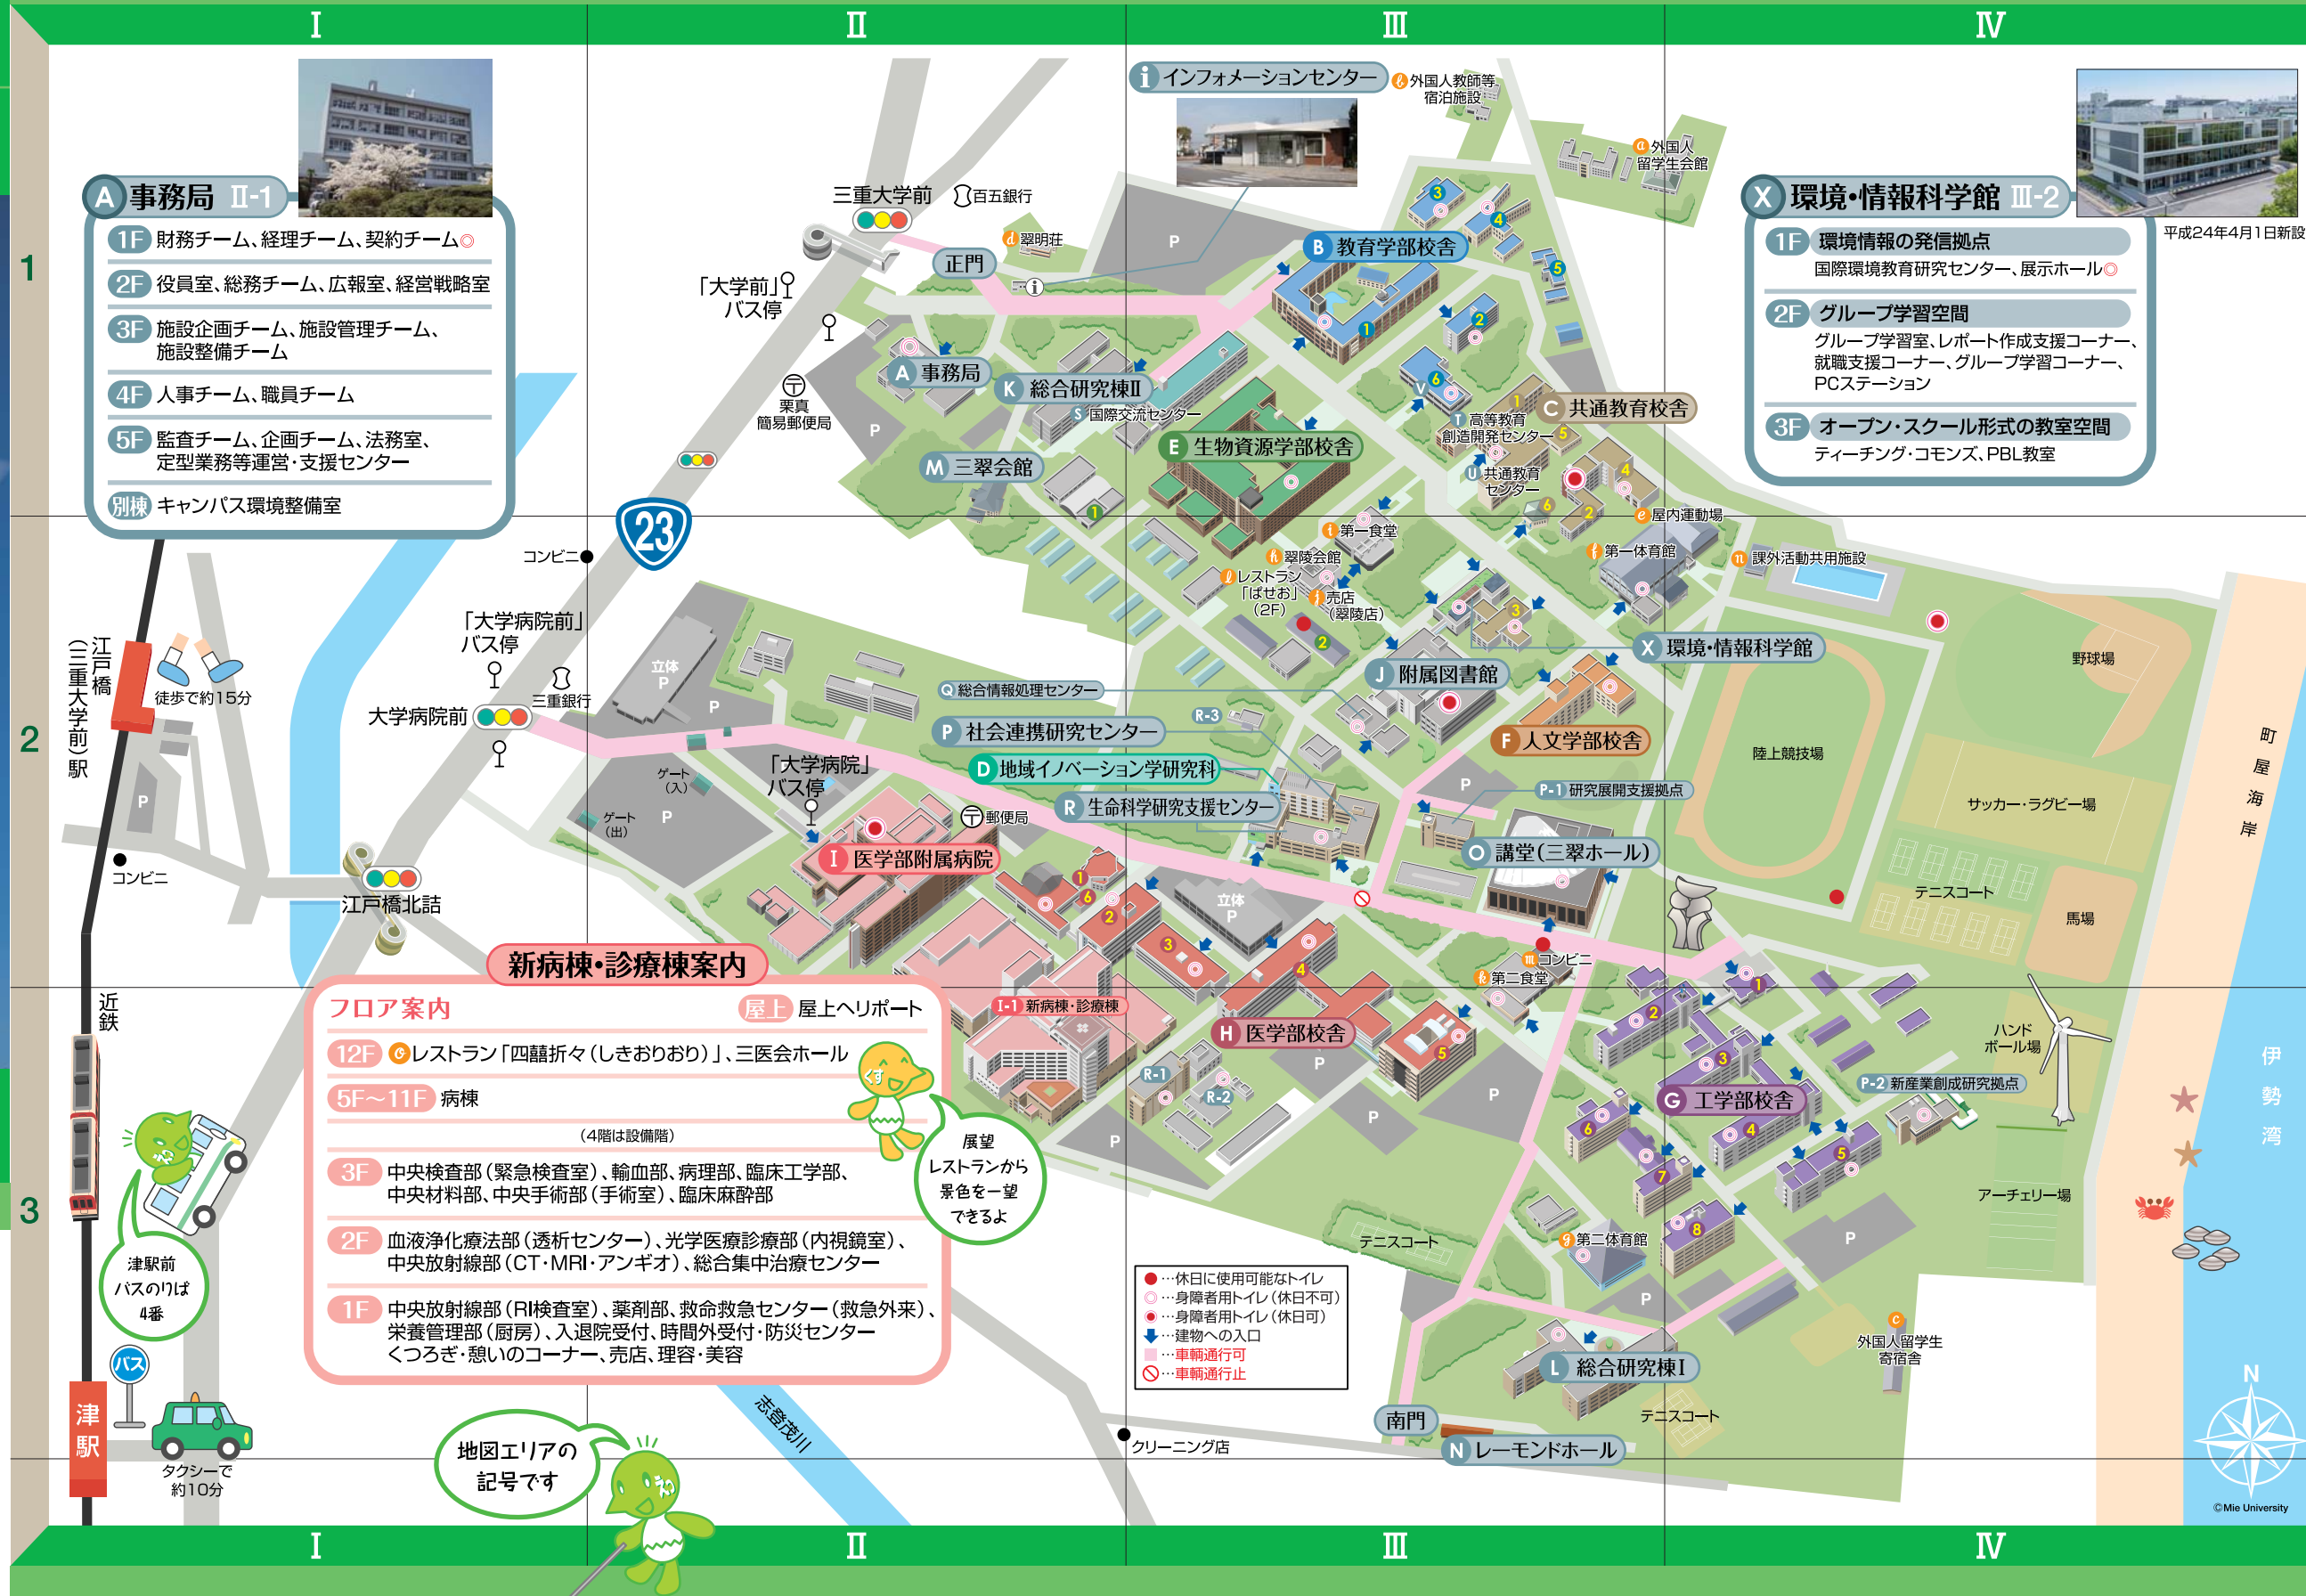 I
II
III
IV
1
2
3
A 事務局 II-1
1F 財務チーム、経理チーム、契約チーム◎
2F 役員室、総務チーム、広報室、経営戦略室
3F 施設企画チーム、施設管理チーム、
施設整備チーム
4F 人事チーム、職員チーム
5F 監査チーム、企画チーム、法務室、
定型業務等運営・支援センター
別棟 キャンパス環境整備室
i インフォメーションセンター
ℓ 外国人教師等
宿泊施設
a 外国人
留学生会館
X 環境・情報科学館 III-2
平成24年4月1日新設
1F 環境情報の発信拠点
国際環境教育研究センター、展示ホール◎
2F グループ学習空間
グループ学習室、レポート作成支援コーナー、
就職支援コーナー、グループ学習コーナー、
PCステーション
3F オープン・スクール形式の教室空間
ティーチング・コモンズ、PBL教室
三重大学前
百五銀行
d 翠明荘
正門
i
P
「大学前」
バス停
栗真
簡易郵便局
P
A 事務局
K 総合研究棟II
S 国際交流センター
M 三翠会館
1
B 教育学部校舎
1
2
3
4
5
V 6
C 共通教育校舎
T 高等教育
創造開発センター
U 共通教育
センター
1
5
4
6
2
3
E 生物資源学部校舎
e 屋内運動場
f 第一体育館
n 課外活動共用施設
i 第一食堂
h 翠陵会館
ℓ レストラン
「ばせお」
(2F)
j 売店
(翠陵店)
2
X 環境・情報科学館
J 附属図書館
F 人文学部校舎
Q 総合情報処理センター
R-3
P 社会連携研究センター
D 地域イノベーション学研究科
R 生命科学研究支援センター
P-1 研究展開支援拠点
O 講堂(三翠ホール)
P
陸上競技場
野球場
サッカー・ラグビー場
テニスコート
馬場
町屋海岸
伊勢湾
23
コンビニ
「大学病院前」
バス停
三重銀行
大学病院前
立体
P
P
ゲート
(入)
ゲート
(出)
P
「大学病院」
バス停
郵便局
I 医学部附属病院
1
6
2
3
4
5
立体
P
江戸橋
(三重大学前)駅
徒歩で約15分
P
コンビニ
江戸橋北詰
近鉄
m コンビニ
k 第二食堂
I-1 新病棟・診療棟
H 医学部校舎
R-1
R-2
P
P
P
P
G 工学部校舎
1
2
3
4
5
6
7
8
P-2 新産業創成研究拠点
ハンド
ボール場
アーチェリー場
テニスコート
g 第二体育館
P
P
c
外国人留学生
寄宿舎
L 総合研究棟I
テニスコート
南門
N レーモンドホール
新病棟・診療棟案内
フロア案内
屋上 屋上ヘリポート
12F o レストラン「四囍折々(しきおりおり)」、三医会ホール
5F~11F 病棟
(4階は設備階)
3F 中央検査部(緊急検査室)、輸血部、病理部、臨床工学部、
中央材料部、中央手術部(手術室)、臨床麻酔部
2F 血液浄化療法部(透析センター)、光学医療診療部(内視鏡室)、
中央放射線部(CT・MRI・アンギオ)、総合集中治療センター
1F 中央放射線部(RI検査室)、薬剤部、救命救急センター(救急外来)、
栄養管理部(厨房)、入退院受付、時間外受付・防災センター
くつろぎ・憩いのコーナー、売店、理容・美容
くす
展望
レストランから
景色を一望
できるよ
津駅前
バスのりば
4番
バス
津駅
タクシーで
約10分
地図エリアの
記号です
志登茂川
クリーニング店
●…休日に使用可能なトイレ
◎…身障者用トイレ(休日不可)
◉…身障者用トイレ(休日可)
…建物への入口
…車輌通行可
…車輌通行止
N
©Mie University
I
II
III
IV